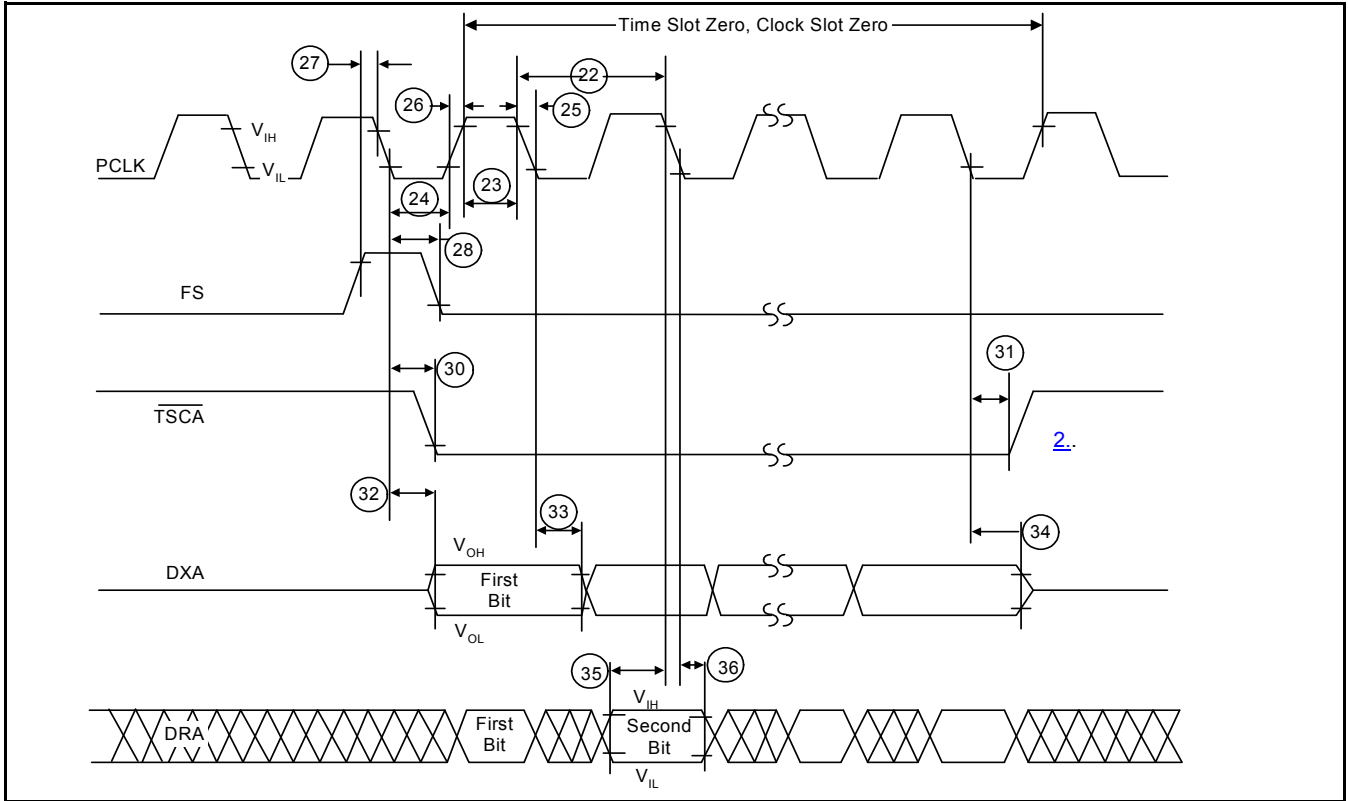 Time Slot Zero, Clock Slot Zero
27
22
26
25
V_IH
V_IL
PCLK
23
24
28
FS
31
30
TSCA
2..
32
33
34
V_OH
DXA
First
Bit
V_OL
35
36
V_IH
DRA
First
Bit
Second
Bit
V_IL